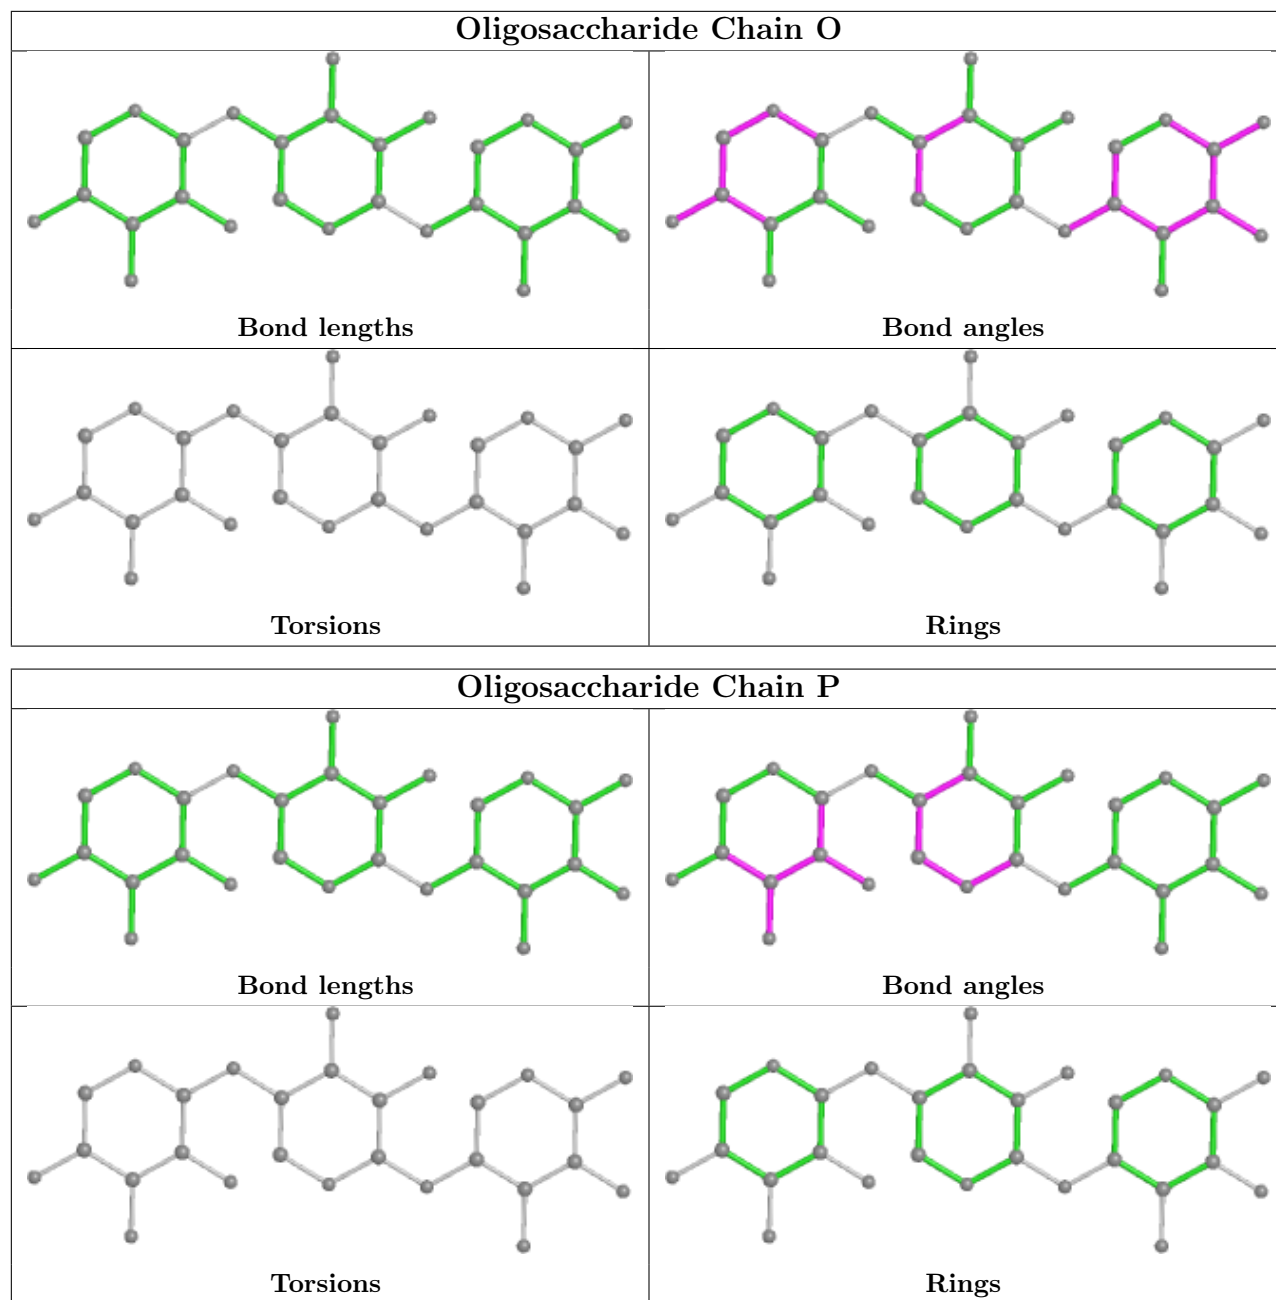 Oligosaccharide Chain O
Bond lengths
Bond angles
Torsions
Rings
Oligosaccharide Chain P
Bond lengths
Bond angles
Torsions
Rings